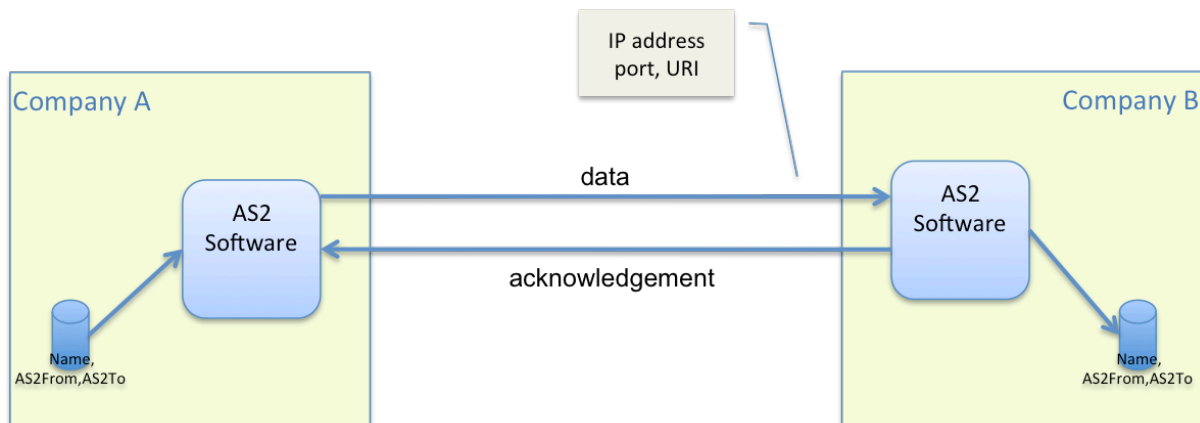 IP address
port, URI
Company A
Company B
data
AS2
Software
AS2
Software
acknowledgement
Name,
AS2From,AS2To
Name,
AS2From,AS2To